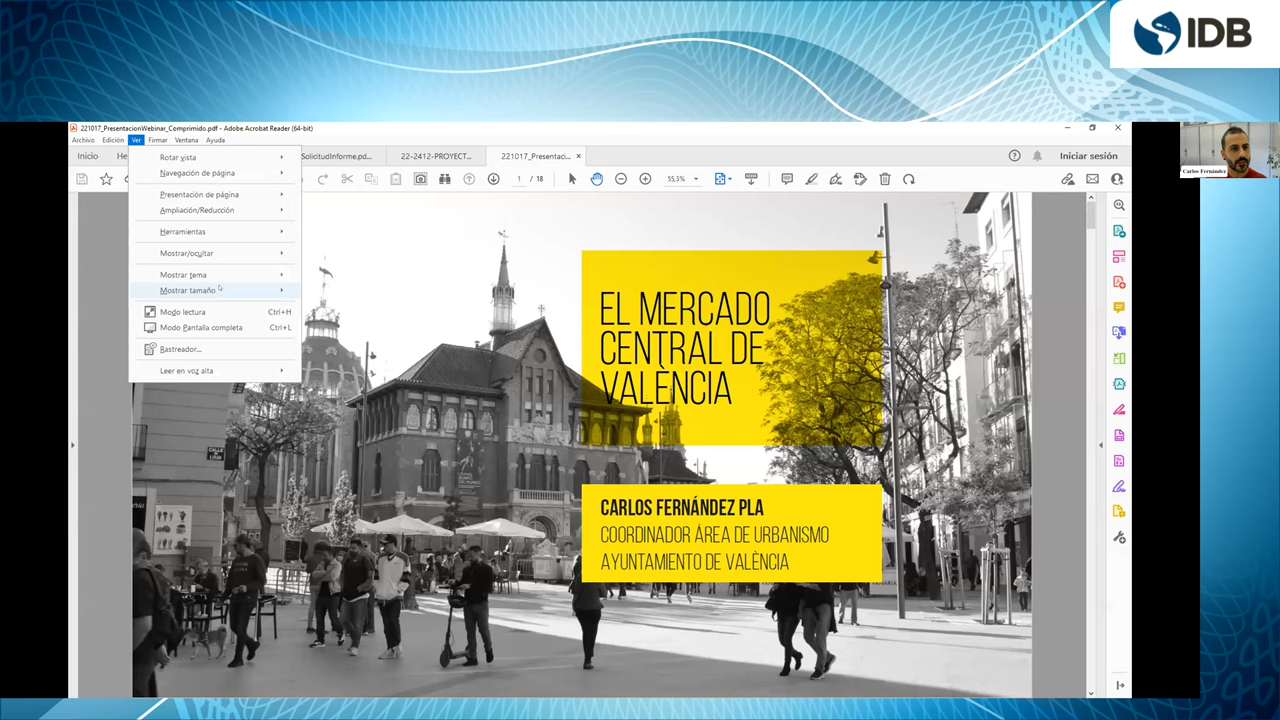 IDB
221017_PresentacionWebinar_Comprimido.pdf - Adobe Acrobat Reader (64-bit)
Archivo Edición Ver Firmar Ventana Ayuda
Inicio He SolicitudInforme.pd... 22-2412-PROYECT... 221017_Presentaci... Iniciar sesión
1 / 18 55,3%
Rotar vista
Navegación de página
Presentación de página
Ampliación/Reducción
Herramientas
Mostrar/ocultar
Mostrar tema
Mostrar tamaño
Modo lectura Ctrl+H
Modo Pantalla completa Ctrl+L
Rastreador...
Leer en voz alta
Carlos Fernández
EL MERCADO
CENTRAL DE
VALÈNCIA
CARLOS FERNÁNDEZ PLA
COORDINADOR ÁREA DE URBANISMO
AYUNTAMIENTO DE VALÈNCIA